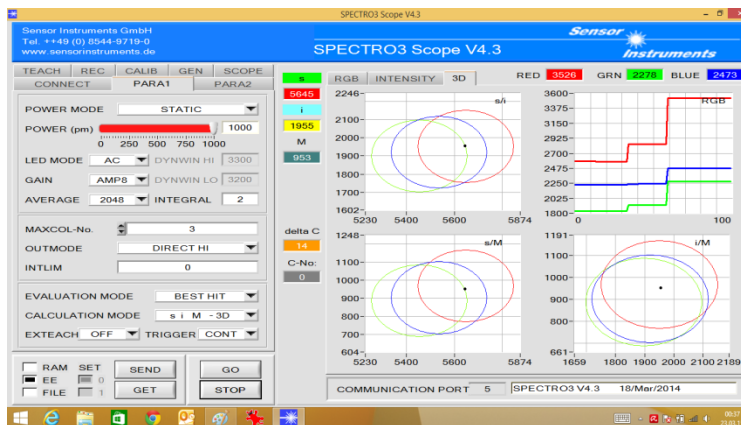 SPECTRO3 Scope V4.3
Sensor Instruments GmbH
Tel. ++49 (0) 8544-9719-0
www.sensorinstruments.de
SPECTRO3 Scope V4.3
Sensor
Instruments
TEACH REC CALIB GEN SCOPE
CONNECT PARA1 PARA2
POWER MODE STATIC
POWER (pm) 1000
0 250 500 750 1000
LED MODE AC DYNWIN HI 3300
GAIN AMP8 DYNWIN LO 3200
AVERAGE 2048 INTEGRAL 2
MAXCOL-No. 3
OUTMODE DIRECT HI
INTLIM 0
EVALUATION MODE BEST HIT
CALCULATION MODE s i M - 3D
EXTEACH OFF TRIGGER CONT
RAM SET SEND GO
EE 0
FILE 1 GET STOP
s
5645
i
1955
M
953
delta C
14
C-No:
0
RGB INTENSITY 3D RED 3526 GRN 2278 BLUE 2473
2246-
2100-
2000-
1900-
1800-
1700-
1602-
5230 5400 5600 5874
s/i
3600-
3375-
3150-
2925-
2700-
2475-
2250-
2025-
1800-
0 100
RGB
1248-
1100-
1000-
900-
800-
700-
604-
5230 5400 5600 5874
s/M
1191-
1100-
1000-
900-
800-
661-
1659 1800 1900 2000 2100 2189
i/M
COMMUNICATION PORT 5 SPECTRO3 V4.3 18/Mar/2014
00:37